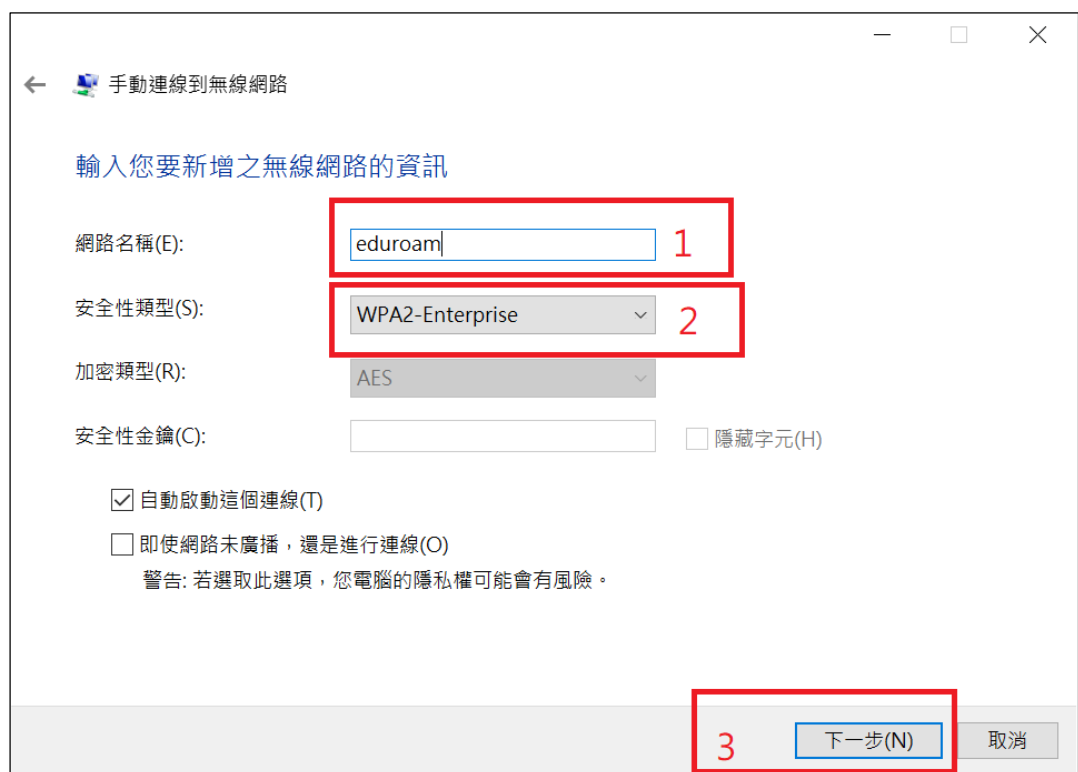 手動連線到無線網路
輸入您要新增之無線網路的資訊
網路名稱(E): eduroam 1
安全性類型(S): WPA2-Enterprise 2
加密類型(R): AES
安全性金鑰(C): 隱藏字元(H)
自動啟動這個連線(T)
即使網路未廣播，還是進行連線(O)
警告: 若選取此選項，您電腦的隱私權可能會有風險。
3 下一步(N) 取消